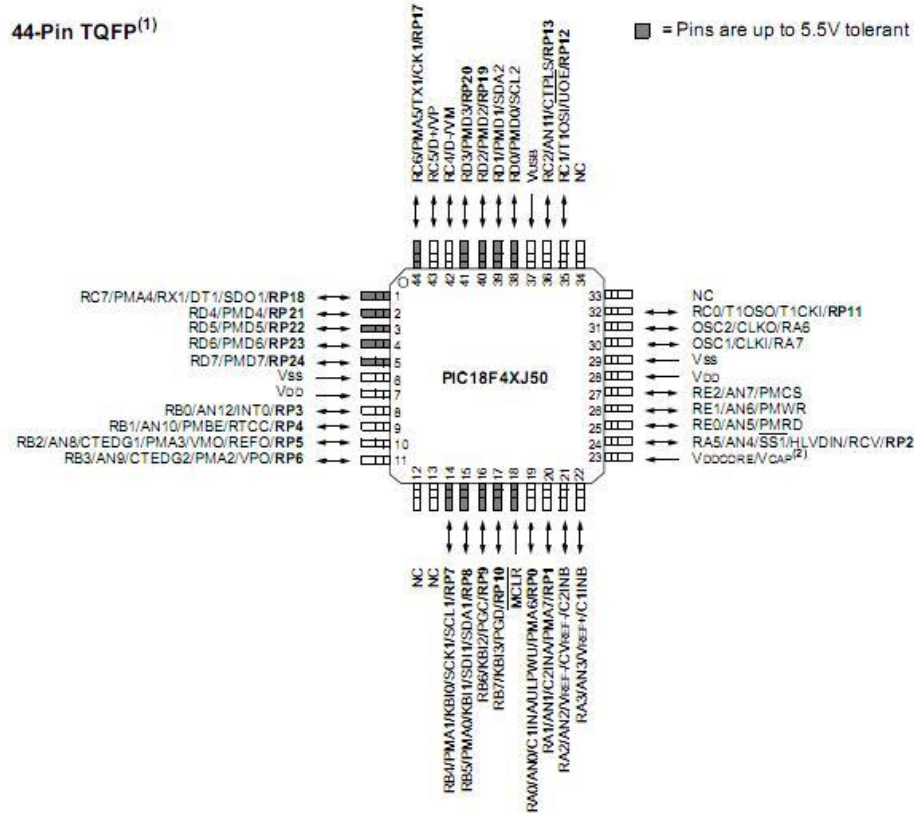 44-Pin TQFP(1)
= Pins are up to 5.5V tolerant
RC6/PMA5/TX1/CK1/RP17
RC5/D+/VP
RC4/D-/VM
RD3/PMD3/RP20
RD2/PMD2/RP19
RD1/PMD1/SDA2
RD0/PMD0/SCL2
VUSB
RC2/AN11/CTPLS/RP13
RC1/T1OSI/UOE/RP12
NC
44
43
42
41
40
39
38
37
36
35
34
RC7/PMA4/RX1/DT1/SDO1/RP18
1
RD4/PMD4/RP21
2
RD5/PMD5/RP22
3
RD6/PMD6/RP23
4
RD7/PMD7/RP24
5
VSS
6
VDD
7
RB0/AN12/INT0/RP3
8
RB1/AN10/PMBE/RTCC/RP4
9
RB2/AN8/CTEDG1/PMA3/VMO/REFO/RP5
10
RB3/AN9/CTEDG2/PMA2/VPO/RP6
11
PIC18F4XJ50
33
NC
32
RC0/T1OSO/T1CKI/RP11
31
OSC2/CLKO/RA6
30
OSC1/CLKI/RA7
29
VSS
28
VDD
27
RE2/AN7/PMCS
26
RE1/AN6/PMWR
25
RE0/AN5/PMRD
24
RA5/AN4/SS1/HLVDIN/RCV/RP2
23
VDDCORE/VCAP(2)
12
13
14
15
16
17
18
19
20
21
22
NC
NC
RB4/PMA1/KBI0/SCK1/SCL1/RP7
RB5/PMA0/KBI1/SDI1/SDA1/RP8
RB6/KBI2/PGC/RP9
RB7/KBI3/PGD/RP10
MCLR
RA0/AN0/C1INA/ULPWU/PMA6/RP0
RA1/AN1/C2INA/PMA7/RP1
RA2/AN2/VREF-/CVREF-/C2INB
RA3/AN3/VREF+/C1INB